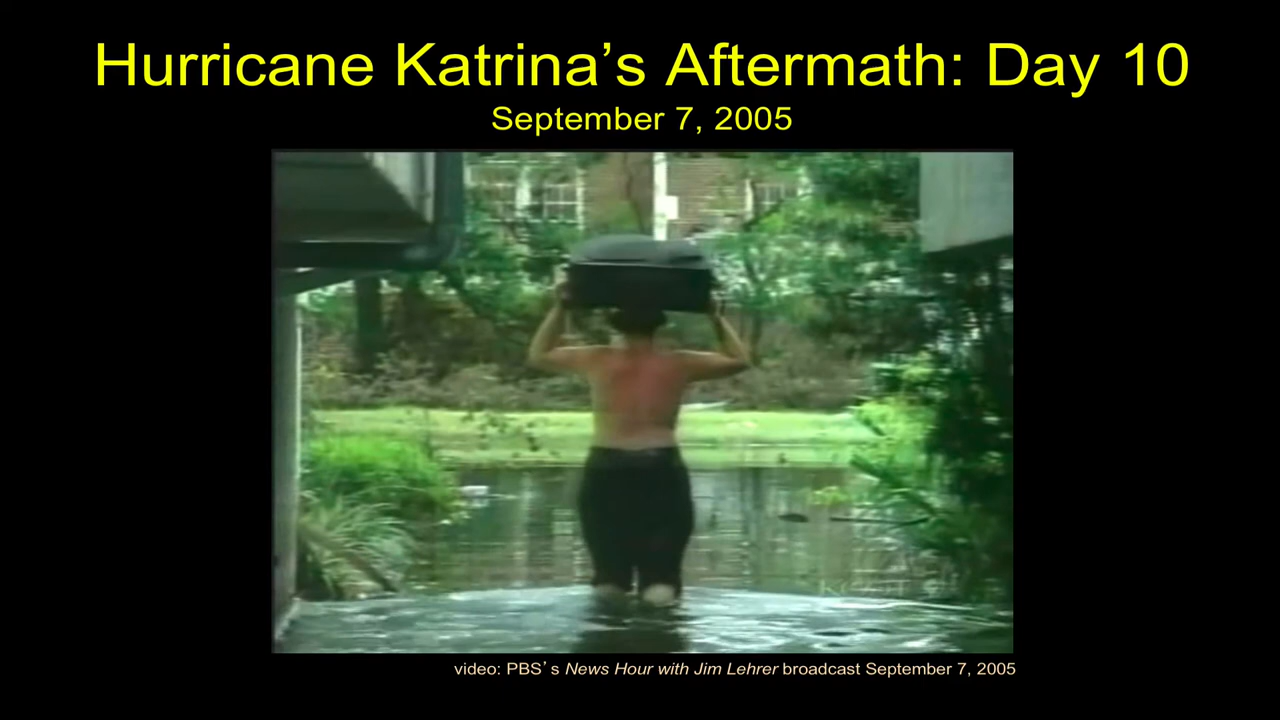 Hurricane Katrina’s Aftermath: Day 10
September 7, 2005
video: PBS’s News Hour with Jim Lehrer broadcast September 7, 2005